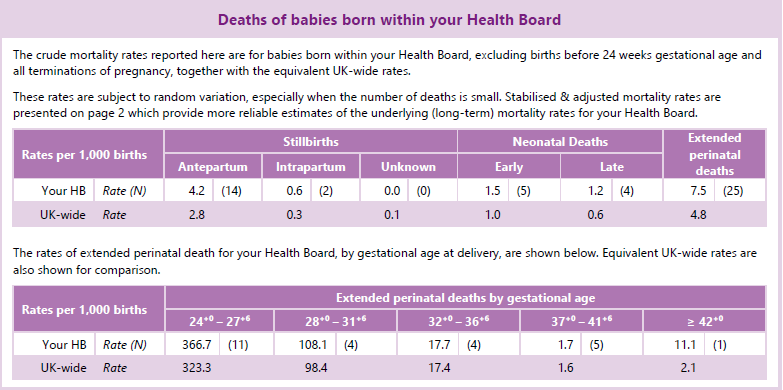 Deaths of babies born within your Health Board
The crude mortality rates reported here are for babies born within your Health Board, excluding births before 24 weeks gestational age and
all terminations of pregnancy, together with the equivalent UK-wide rates.
These rates are subject to random variation, especially when the number of deaths is small. Stabilised & adjusted mortality rates are
presented on page 2 which provide more reliable estimates of the underlying (long-term) mortality rates for your Health Board.
Rates per 1,000 births Stillbirths Neonatal Deaths Extended perinatal deaths
Antepartum Intrapartum Unknown Early Late
Your HB Rate (N) 4.2 (14) 0.6 (2) 0.0 (0) 1.5 (5) 1.2 (4) 7.5 (25)
UK-wide Rate 2.8 0.3 0.1 1.0 0.6 4.8
The rates of extended perinatal death for your Health Board, by gestational age at delivery, are shown below. Equivalent UK-wide rates are
also shown for comparison.
Rates per 1,000 births Extended perinatal deaths by gestational age
24⁺⁰ – 27⁺⁶ 28⁺⁰ – 31⁺⁶ 32⁺⁰ – 36⁺⁶ 37⁺⁰ – 41⁺⁶ ≥ 42⁺⁰
Your HB Rate (N) 366.7 (11) 108.1 (4) 17.7 (4) 1.7 (5) 11.1 (1)
UK-wide Rate 323.3 98.4 17.4 1.6 2.1